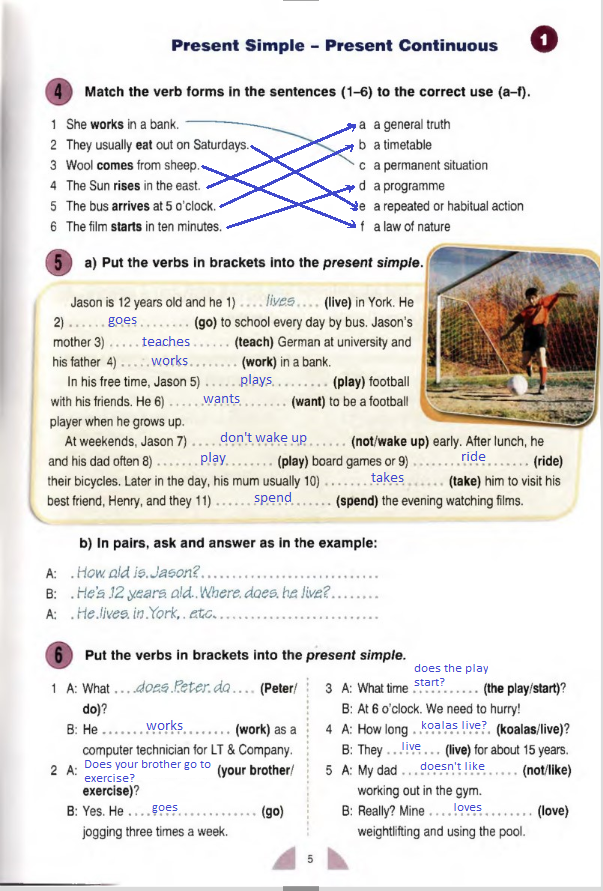 Present Simple – Present Continuous 1
4 Match the verb forms in the sentences (1–6) to the correct use (a–f).
1 She works in a bank.
2 They usually eat out on Saturdays.
3 Wool comes from sheep.
4 The Sun rises in the east.
5 The bus arrives at 5 o'clock.
6 The film starts in ten minutes.
a a general truth
b a timetable
c a permanent situation
d a programme
e a repeated or habitual action
f a law of nature
5 a) Put the verbs in brackets into the present simple.
Jason is 12 years old and he 1) ....lives.... (live) in York. He
2) ......goes......... (go) to school every day by bus. Jason's
mother 3) ......teaches...... (teach) German at university and
his father 4) ......works......... (work) in a bank.
In his free time, Jason 5) ......plays......... (play) football
with his friends. He 6) ......wants......... (want) to be a football
player when he grows up.
At weekends, Jason 7) ......don't wake up...... (not/wake up) early. After lunch, he
and his dad often 8) ......play......... (play) board games or 9) ......ride......... (ride)
their bicycles. Later in the day, his mum usually 10) ......takes......... (take) him to visit his
best friend, Henry, and they 11) ......spend......... (spend) the evening watching films.
b) In pairs, ask and answer as in the example:
A: .How old is Jason?..............................
B: .He's 12 years old. Where does he live?........
A: .He lives in York, etc............................
6 Put the verbs in brackets into the present simple.
1 A: What ....does Peter do.... (Peter/
do)?
B: He ......works......... (work) as a
computer technician for LT & Company.
2 A: Does your brother go to (your brother/
exercise?
exercise)?
B: Yes. He ......goes......... (go)
jogging three times a week.
does the play
start?
3 A: What time ............ (the play/start)?
B: At 6 o'clock. We need to hurry!
4 A: How long ..koalas live?.. (koalas/live)?
B: They ..live.... (live) for about 15 years.
5 A: My dad ....doesn't like.... (not/like)
working out in the gym.
B: Really? Mine ....loves......... (love)
weightlifting and using the pool.
5